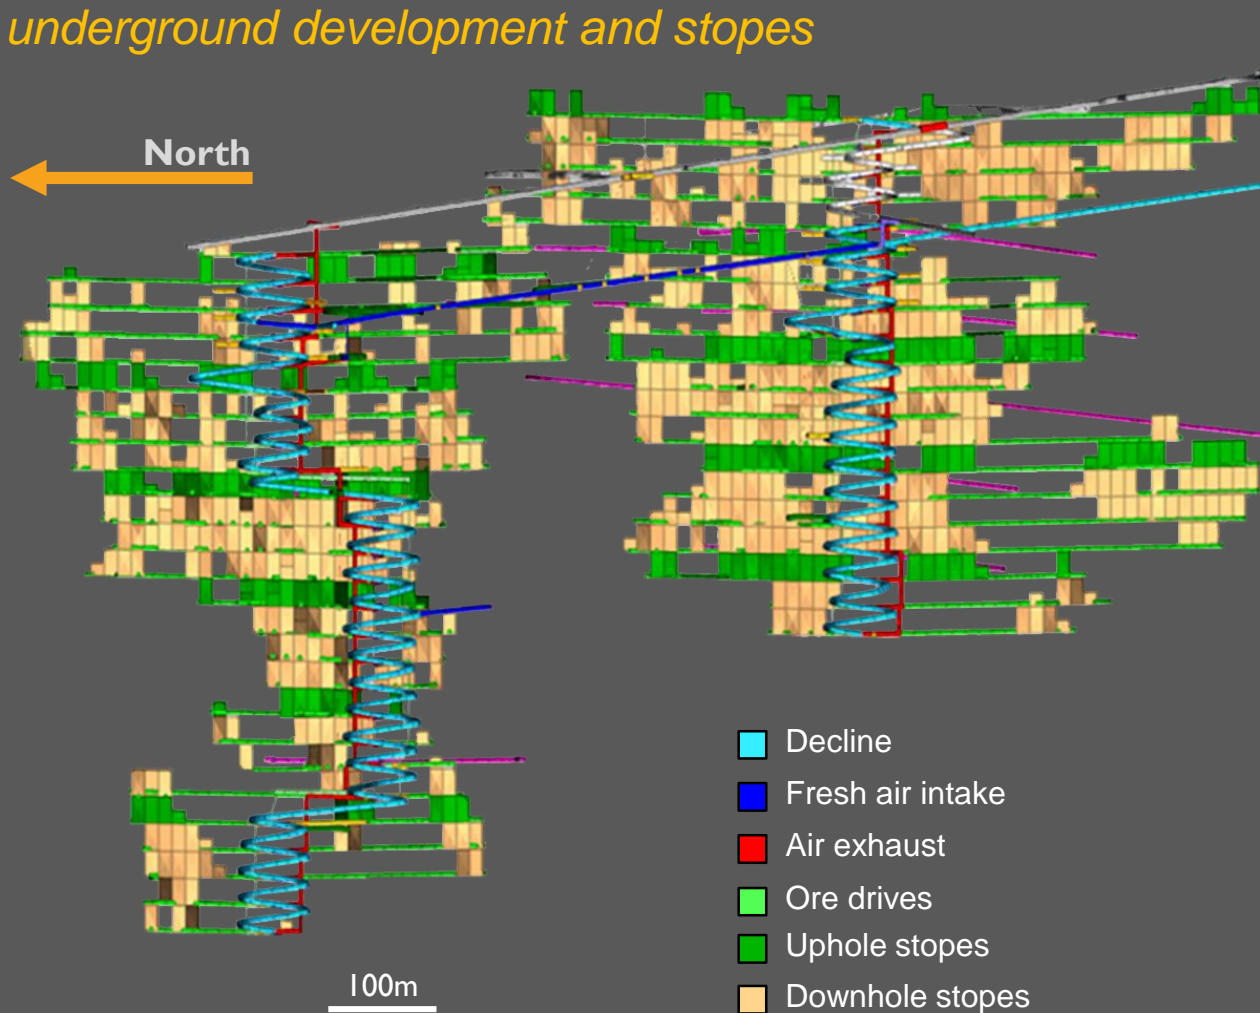 underground development and stopes
North
Decline
Fresh air intake
Air exhaust
Ore drives
Uphole stopes
100m
Downhole stopes